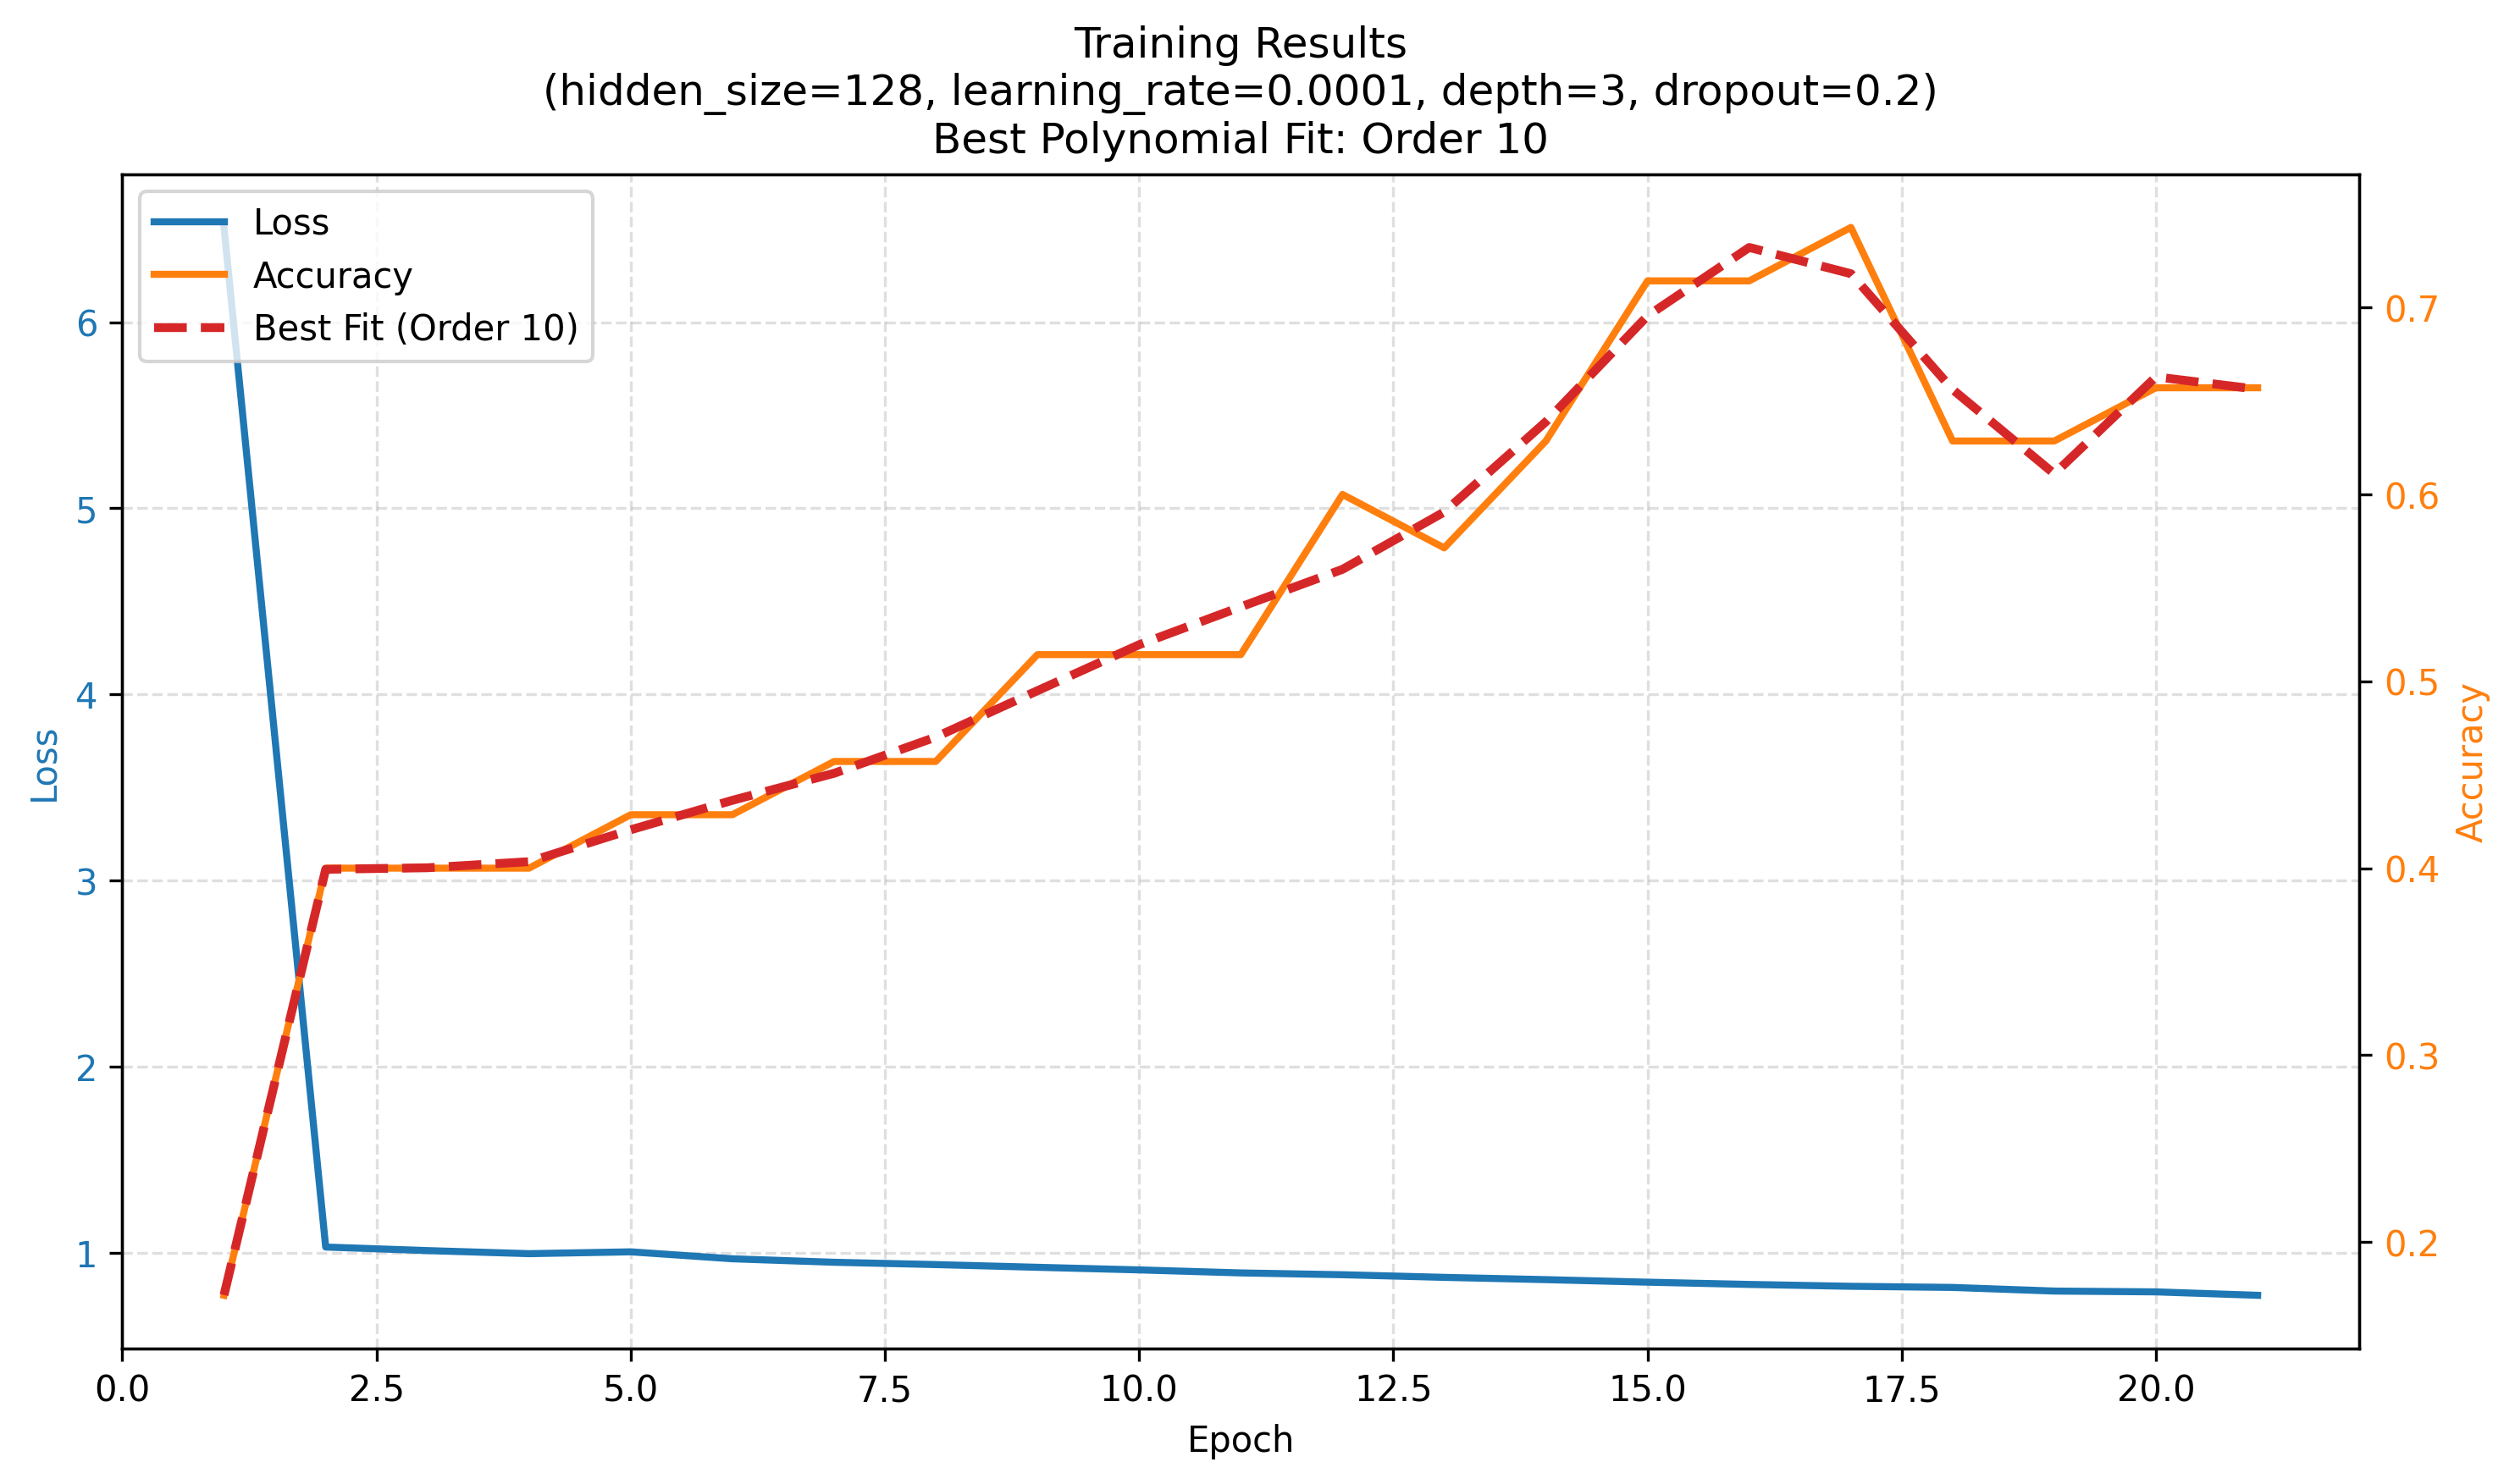 Training Results
(hidden_size=128, learning_rate=0.0001, depth=3, dropout=0.2)
Best Polynomial Fit: Order 10
Loss
Accuracy
Best Fit (Order 10)
6
5
4
3
2
1
Loss
0.7
0.6
0.5
0.4
0.3
0.2
Accuracy
0.0 2.5 5.0 7.5 10.0 12.5 15.0 17.5 20.0
Epoch